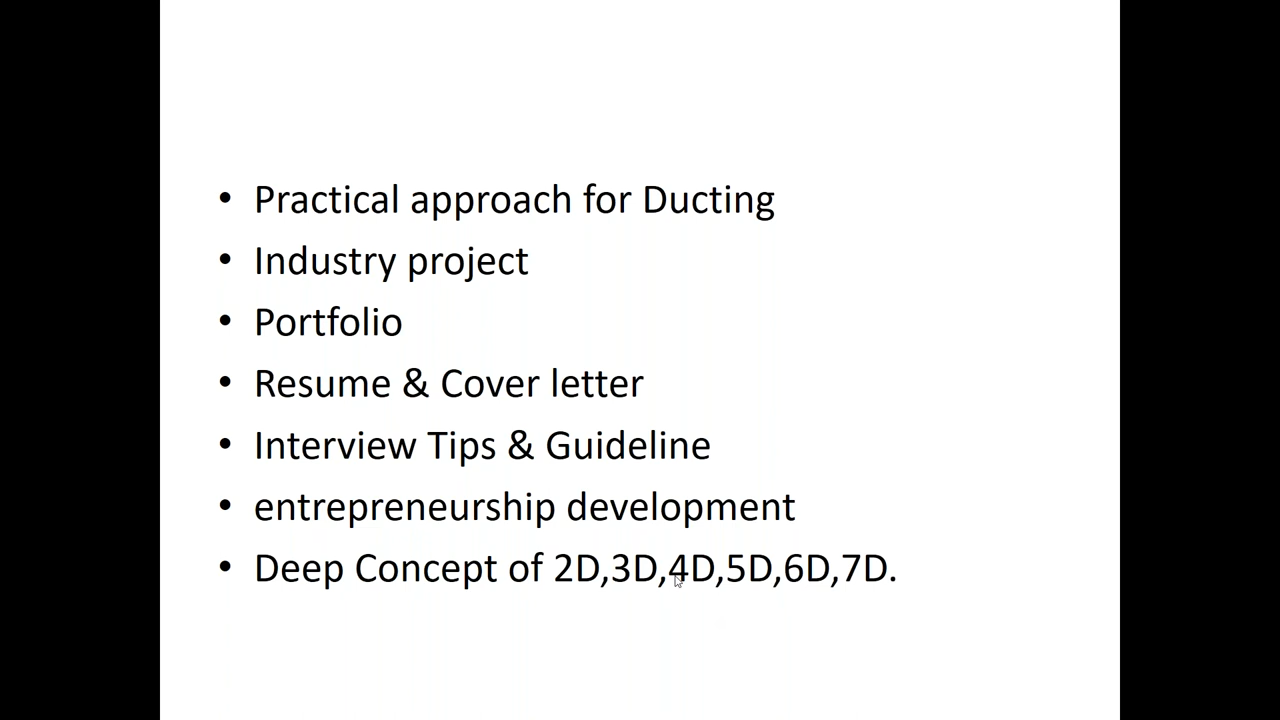 • Practical approach for Ducting
• Industry project
• Portfolio
• Resume & Cover letter
• Interview Tips & Guideline
• entrepreneurship development
• Deep Concept of 2D,3D,4D,5D,6D,7D.